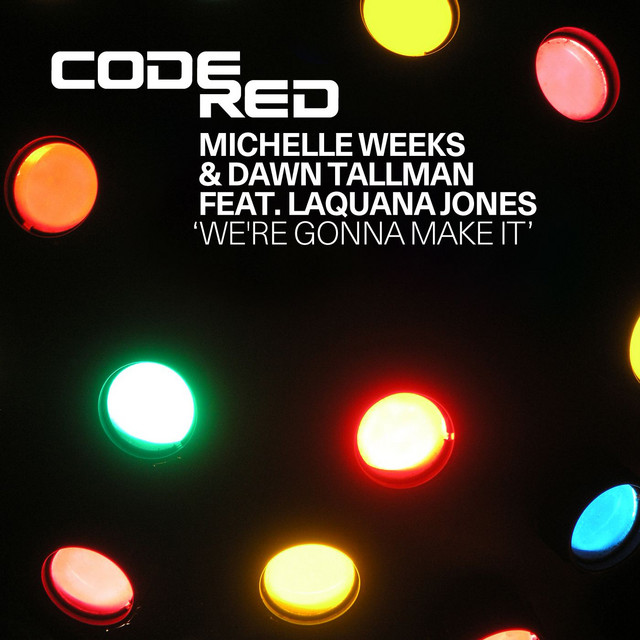 CODE
RED
MICHELLE WEEKS
& DAWN TALLMAN
FEAT. LAQUANA JONES
‘WE'RE GONNA MAKE IT’